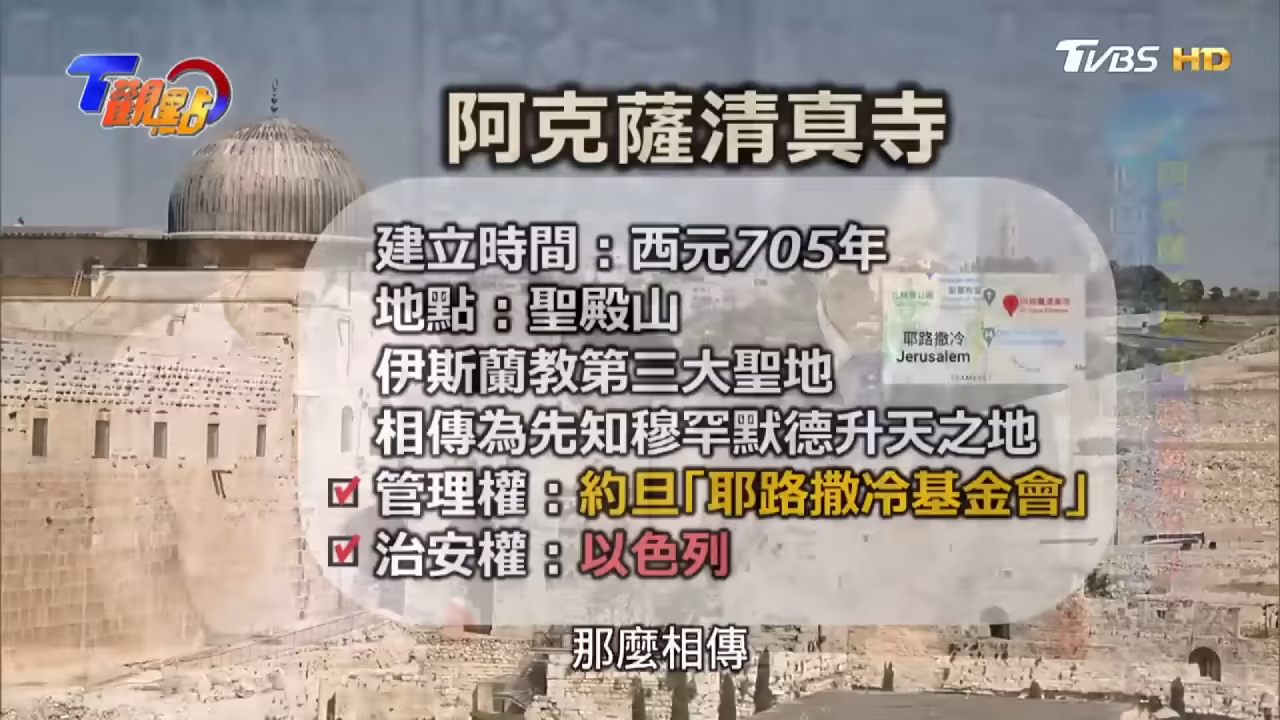 T觀點
TVBS HD
阿克薩清真寺
建立時間：西元705年
地點：聖殿山
伊斯蘭教第三大聖地
相傳為先知穆罕默德升天之地
管理權：約旦「耶路撒冷基金會」
治安權：以色列
耶路撒冷
Jerusalem
那麼相傳